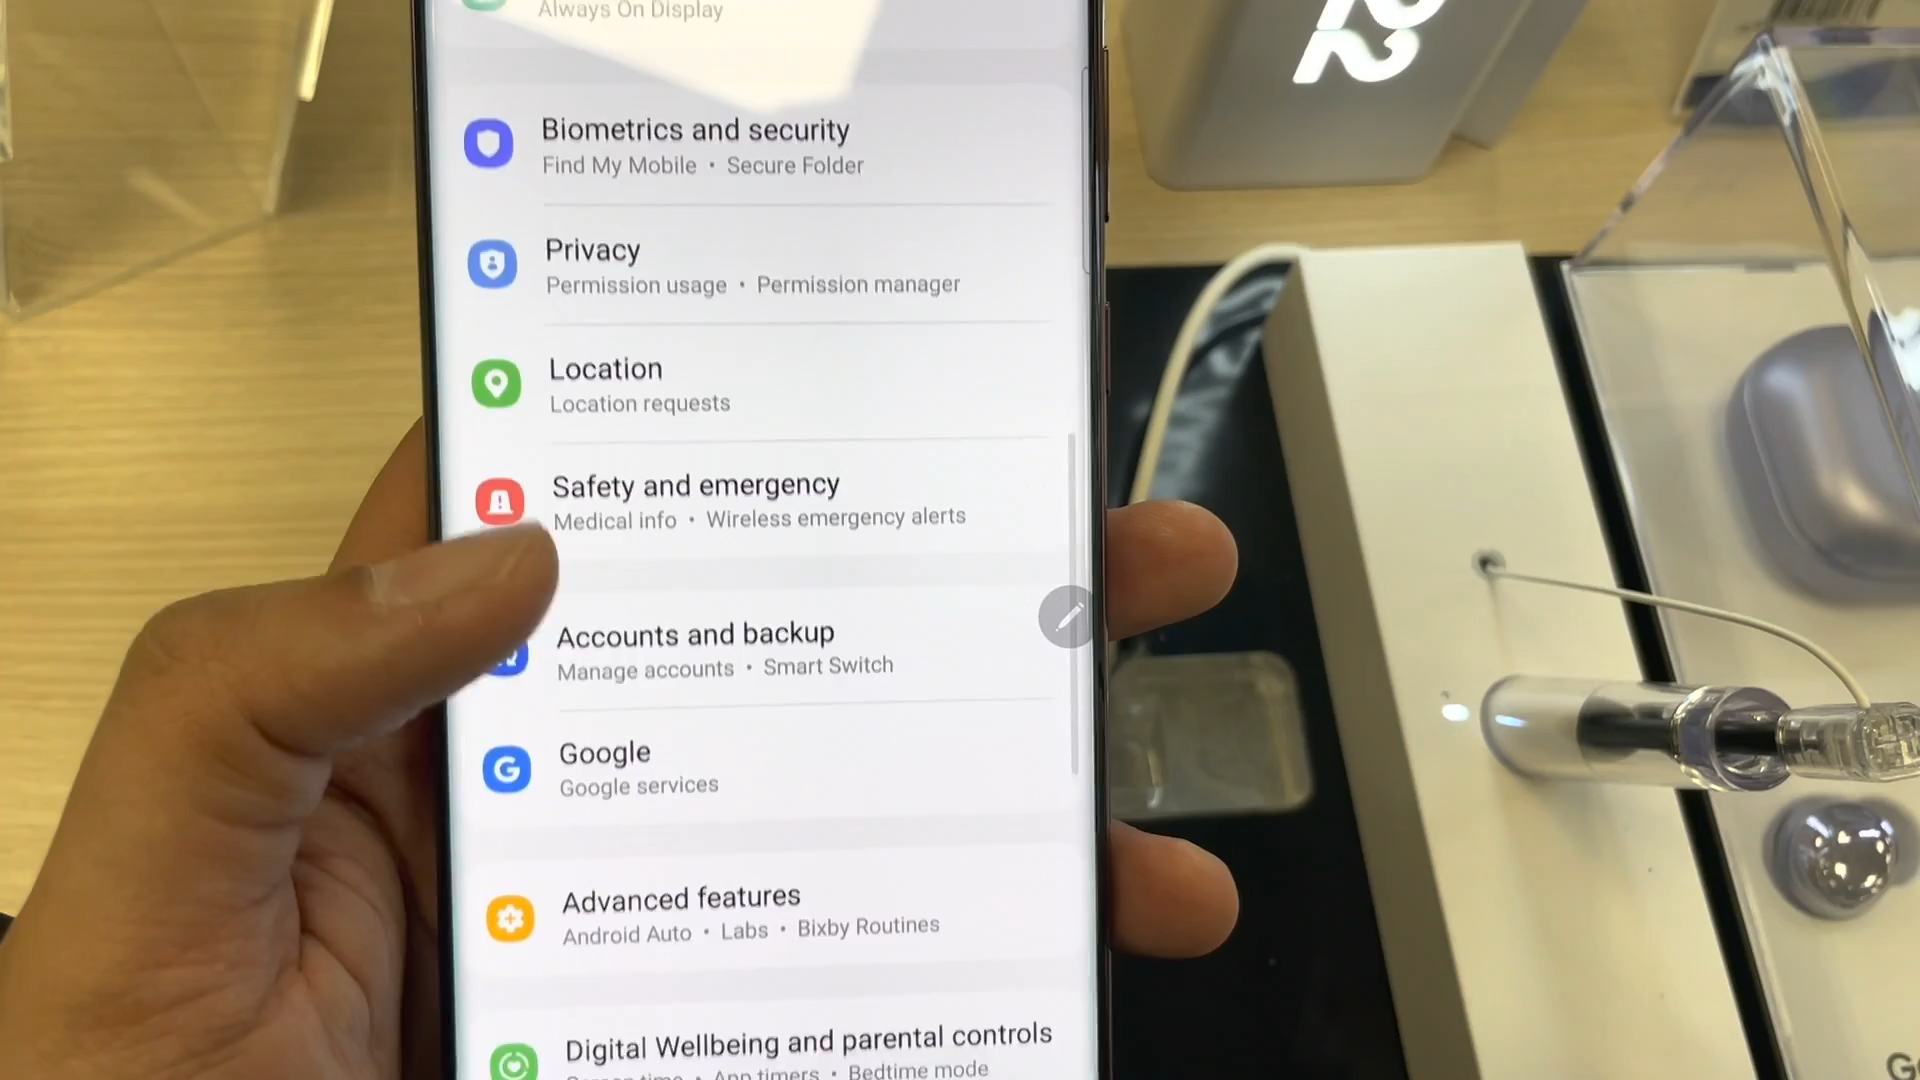 Always On Display
Biometrics and security
Find My Mobile • Secure Folder
Privacy
Permission usage • Permission manager
Location
Location requests
Safety and emergency
Medical info • Wireless emergency alerts
Accounts and backup
Manage accounts • Smart Switch
Google
Google services
Advanced features
Android Auto • Labs • Bixby Routines
Digital Wellbeing and parental controls
Screen time • App timers • Bedtime mode